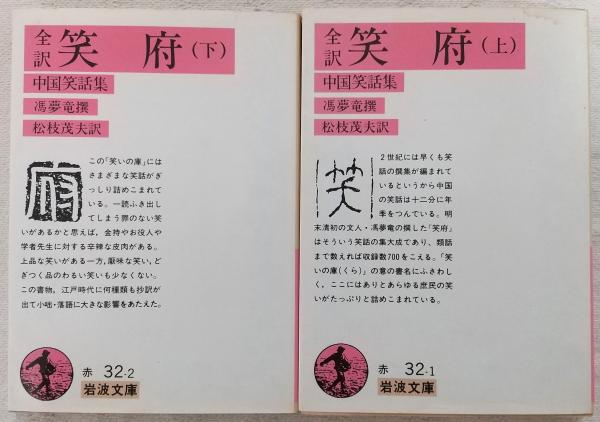 全訳 笑府（下）
中国笑話集
馮夢竜撰
松枝茂夫訳
府
この「笑いの庫」には
さまざまな笑話がぎ
っしり詰めこまれて
いる。一読ふき出し
てしまう罪のない笑
いがあるかと思えば，金持やお役人や
学者先生に対する辛辣な皮肉がある。
上品な笑いがある一方，厭味な笑い，ど
ぎつく品のわるい笑いも少なくない。
この書物，江戸時代に何種類も抄訳が
出て小咄・落語に大きな影響をあたえた。
赤 32-2
岩波文庫
全訳 笑府（上）
中国笑話集
馮夢竜撰
松枝茂夫訳
笑
2世紀には早くも笑
話の撰集が編まれて
いるというから中国
の笑話は十二分に年
季をつんでいる。明
末清初の文人・馮夢竜の撰した「笑府」
はそういう笑話の集大成であり，類話
まで数えれば収録数700をこえる。「笑
いの庫（くら）」の意の書名にふさわし
く，ここにはありとあらゆる庶民の笑
いがたっぷりと詰めこまれている。
赤 32-1
岩波文庫